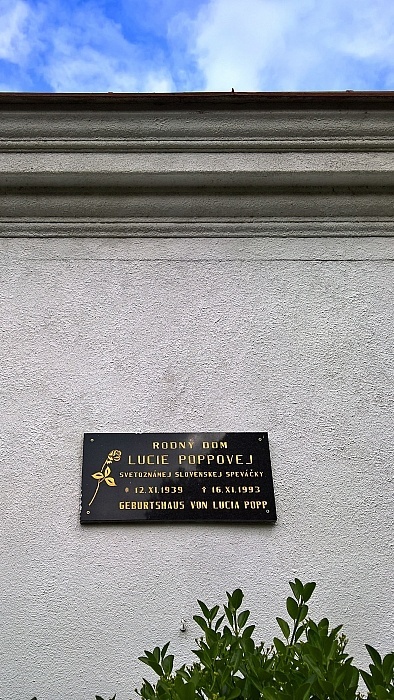 RODNÝ DOM
LUCIE POPPOVEJ
SVETOZNÁMEJ SLOVENSKEJ SPEVÁČKY
* 12.XI.1939 † 16.XI.1993
GEBURTSHAUS VON LUCIA POPP